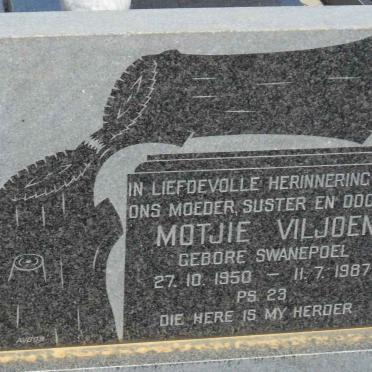 IN LIEFDEVOLLE HERINNERING
ONS MOEDER, SUSTER EN DOG
MOTJIE VILJOEN
GEBORE SWANEPOEL
27. 10. 1950 — 11. 7. 1987
PS 23
DIE HERE IS MY HERDER